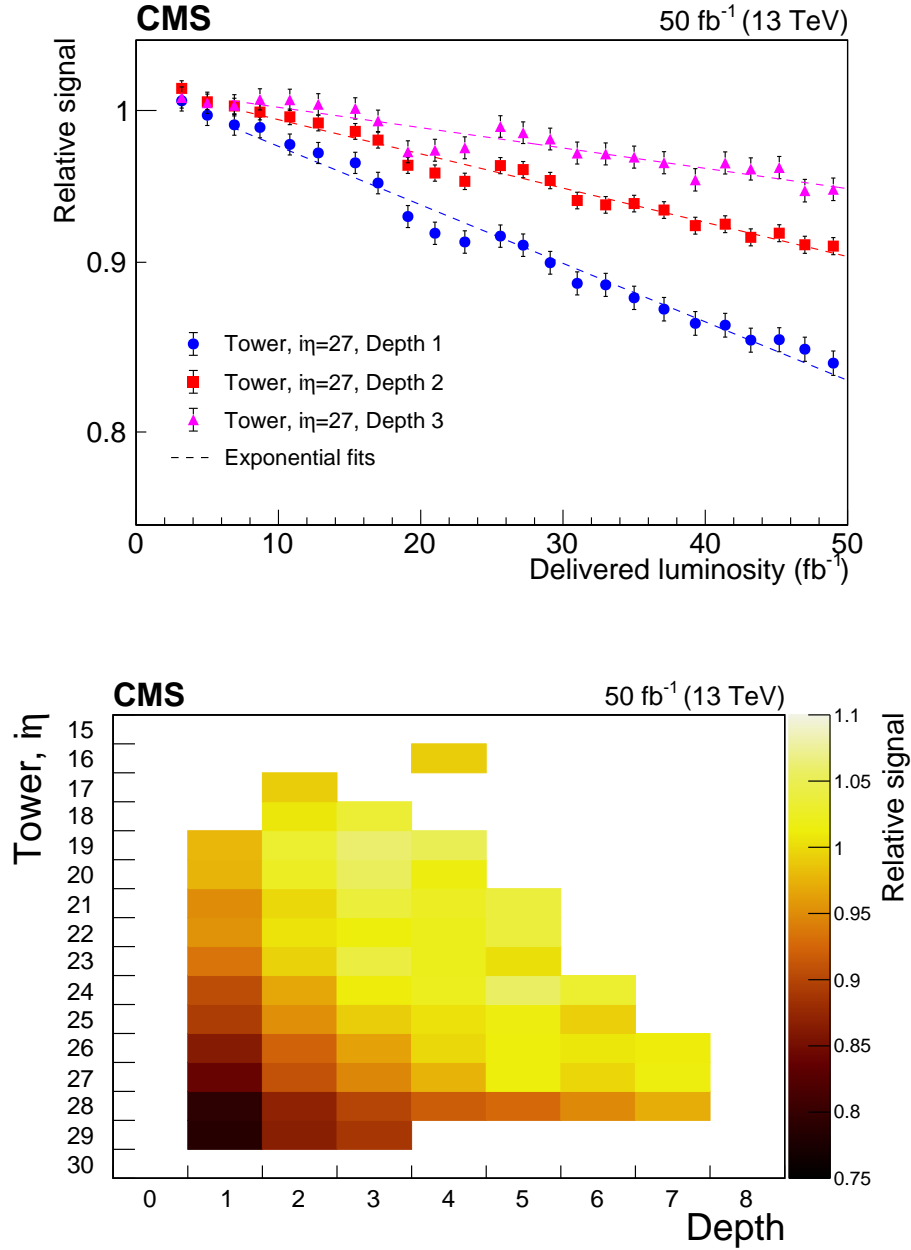 CMS 50 fb⁻¹ (13 TeV)
Relative signal
1
0.9
0.8
Tower, iη=27, Depth 1
Tower, iη=27, Depth 2
Tower, iη=27, Depth 3
Exponential fits
0 10 20 30 40 50
Delivered luminosity (fb⁻¹)
CMS 50 fb⁻¹ (13 TeV)
Tower, iη
15
16
17
18
19
20
21
22
23
24
25
26
27
28
29
30
0 1 2 3 4 5 6 7 8
Depth
1.1
1.05
1
0.95
0.9
0.85
0.8
0.75
Relative signal